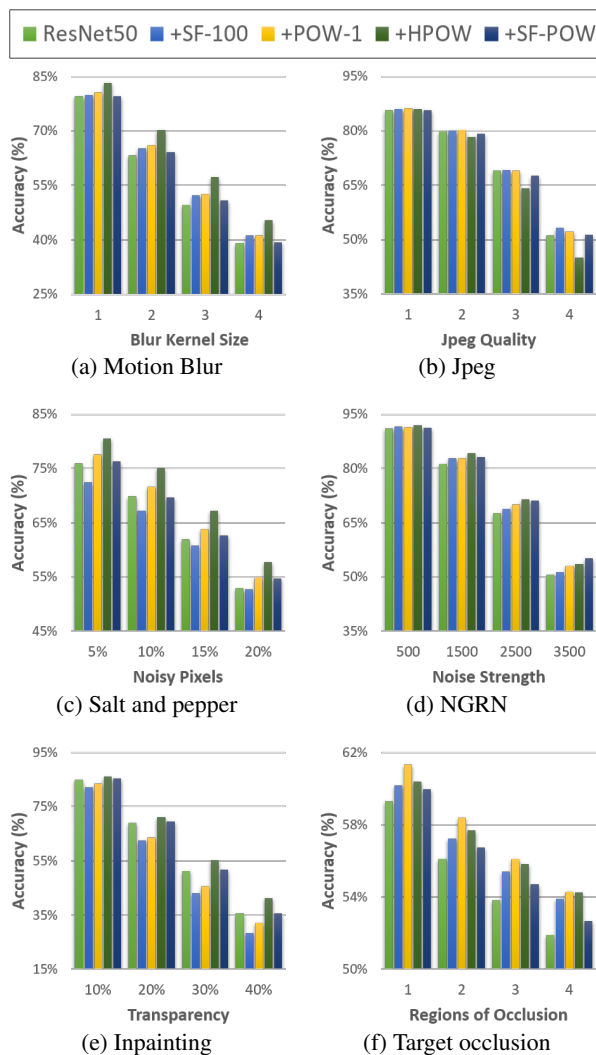 ResNet50 +SF-100 +POW-1 +HPOW +SF-POW
85%
70%
55%
40%
25%
Accuracy (%)
1 2 3 4
Blur Kernel Size
(a) Motion Blur
95%
80%
65%
50%
35%
Accuracy (%)
1 2 3 4
Jpeg Quality
(b) Jpeg
85%
75%
65%
55%
45%
Accuracy (%)
5% 10% 15% 20%
Noisy Pixels
(c) Salt and pepper
95%
80%
65%
50%
35%
Accuracy (%)
500 1500 2500 3500
Noise Strength
(d) NGRN
95%
75%
55%
35%
15%
Accuracy (%)
10% 20% 30% 40%
Transparency
(e) Inpainting
62%
58%
54%
50%
Accuracy (%)
1 2 3 4
Regions of Occlusion
(f) Target occlusion